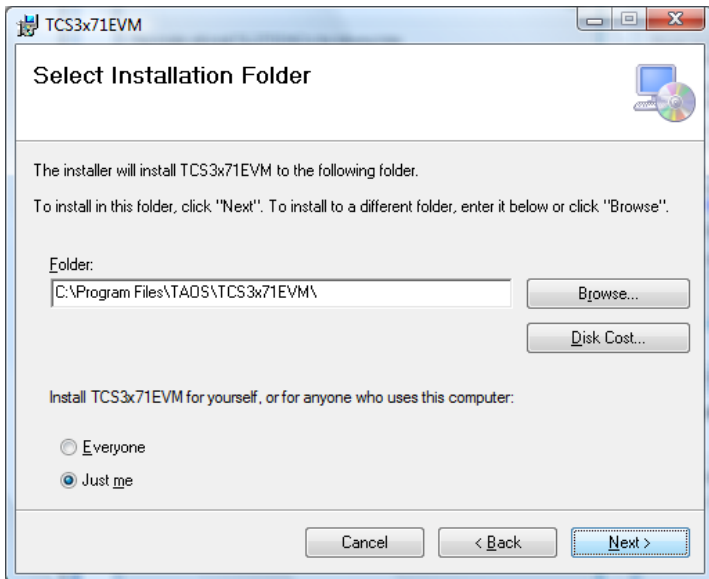 TCS3x71EVM
Select Installation Folder
The installer will install TCS3x71EVM to the following folder.
To install in this folder, click "Next". To install to a different folder, enter it below or click "Browse".
Folder:
C:\Program Files\TAOS\TCS3x71EVM\
Browse...
Disk Cost...
Install TCS3x71EVM for yourself, or for anyone who uses this computer:
Everyone
Just me
Cancel
< Back
Next >